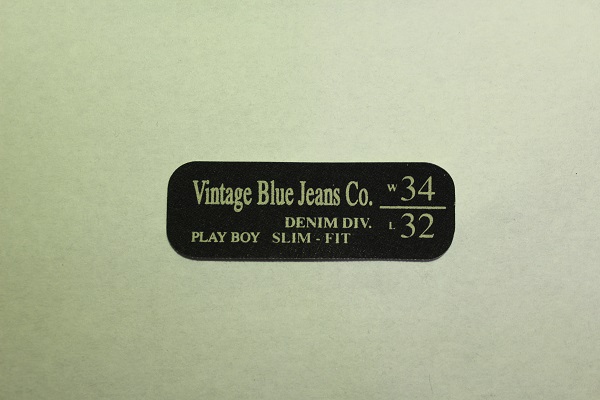 Vintage Blue Jeans Co. W 34
DENIM DIV. L 32
PLAY BOY SLIM - FIT